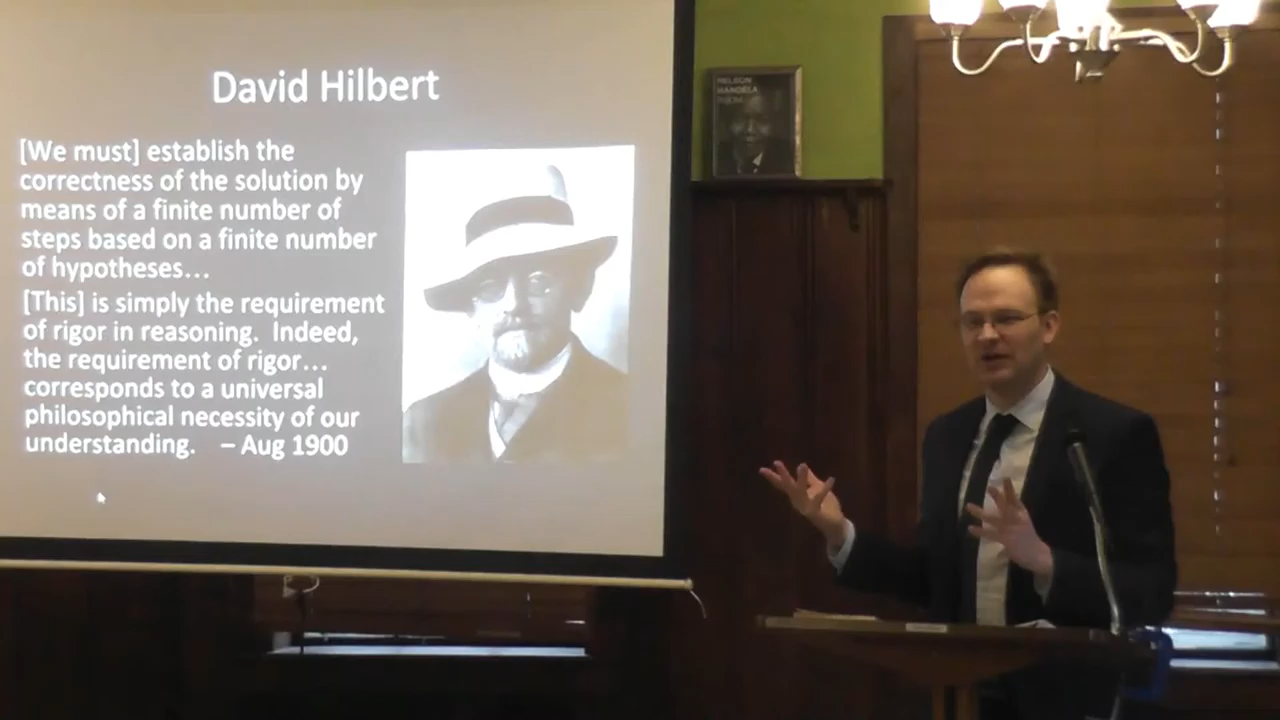 David Hilbert
[We must] establish the
correctness of the solution by
means of a finite number of
steps based on a finite number
of hypotheses…
[This] is simply the requirement
of rigor in reasoning.  Indeed,
the requirement of rigor…
corresponds to a universal
philosophical necessity of our
understanding.    – Aug 1900
NELSON
MANDELA